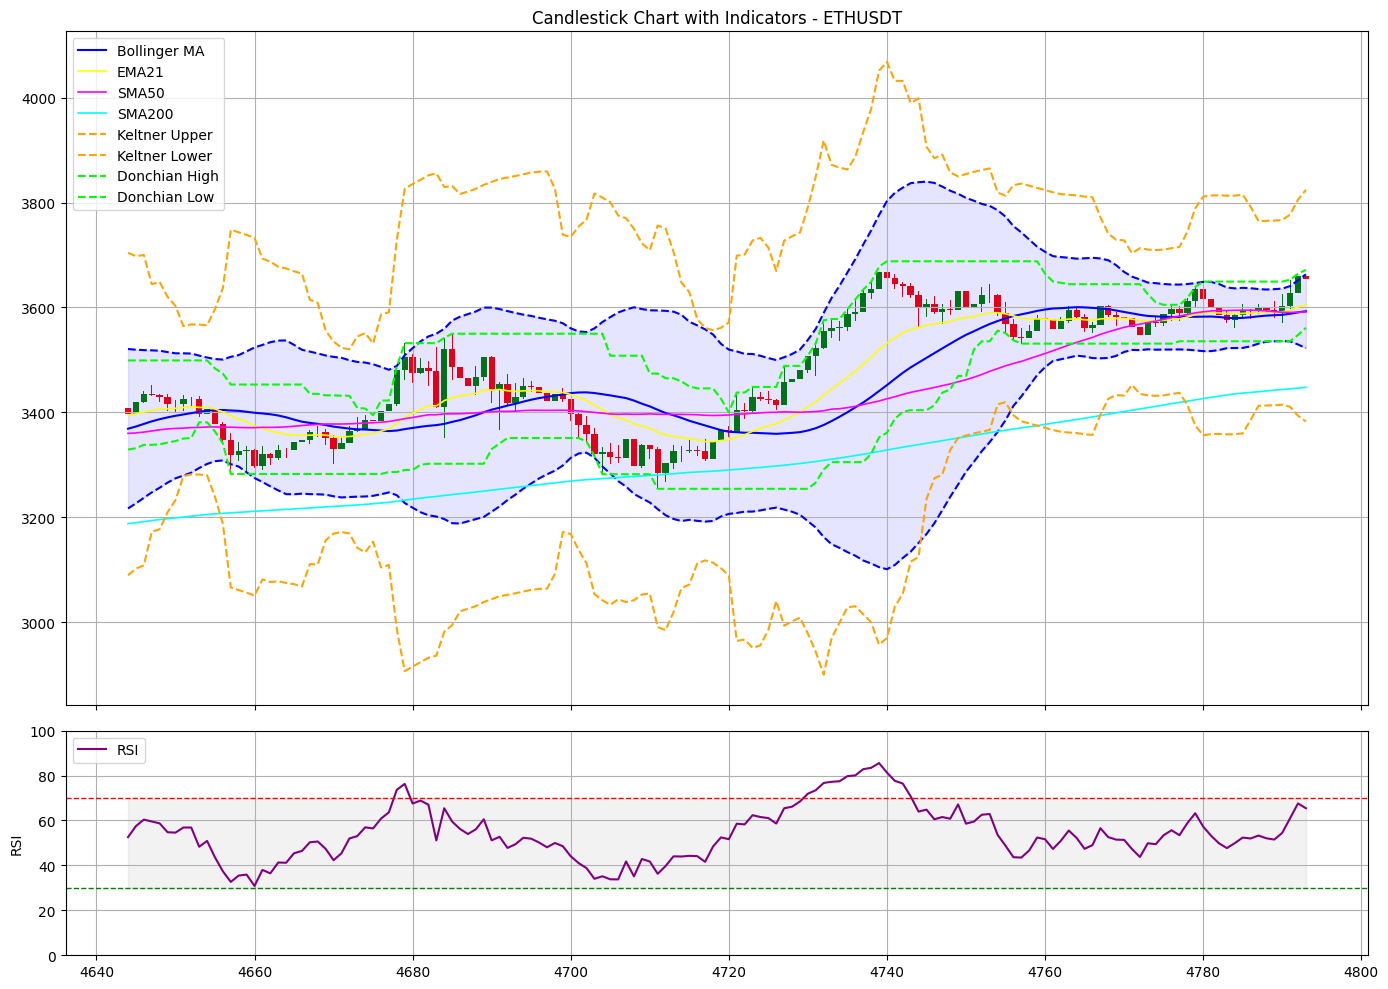 Candlestick Chart with Indicators - ETHUSDT
Bollinger MA
EMA21
SMA50
SMA200
Keltner Upper
Keltner Lower
Donchian High
Donchian Low
4000
3800
3600
3400
3200
3000
RSI
100
80
60
40
20
0
RSI
4640
4660
4680
4700
4720
4740
4760
4780
4800